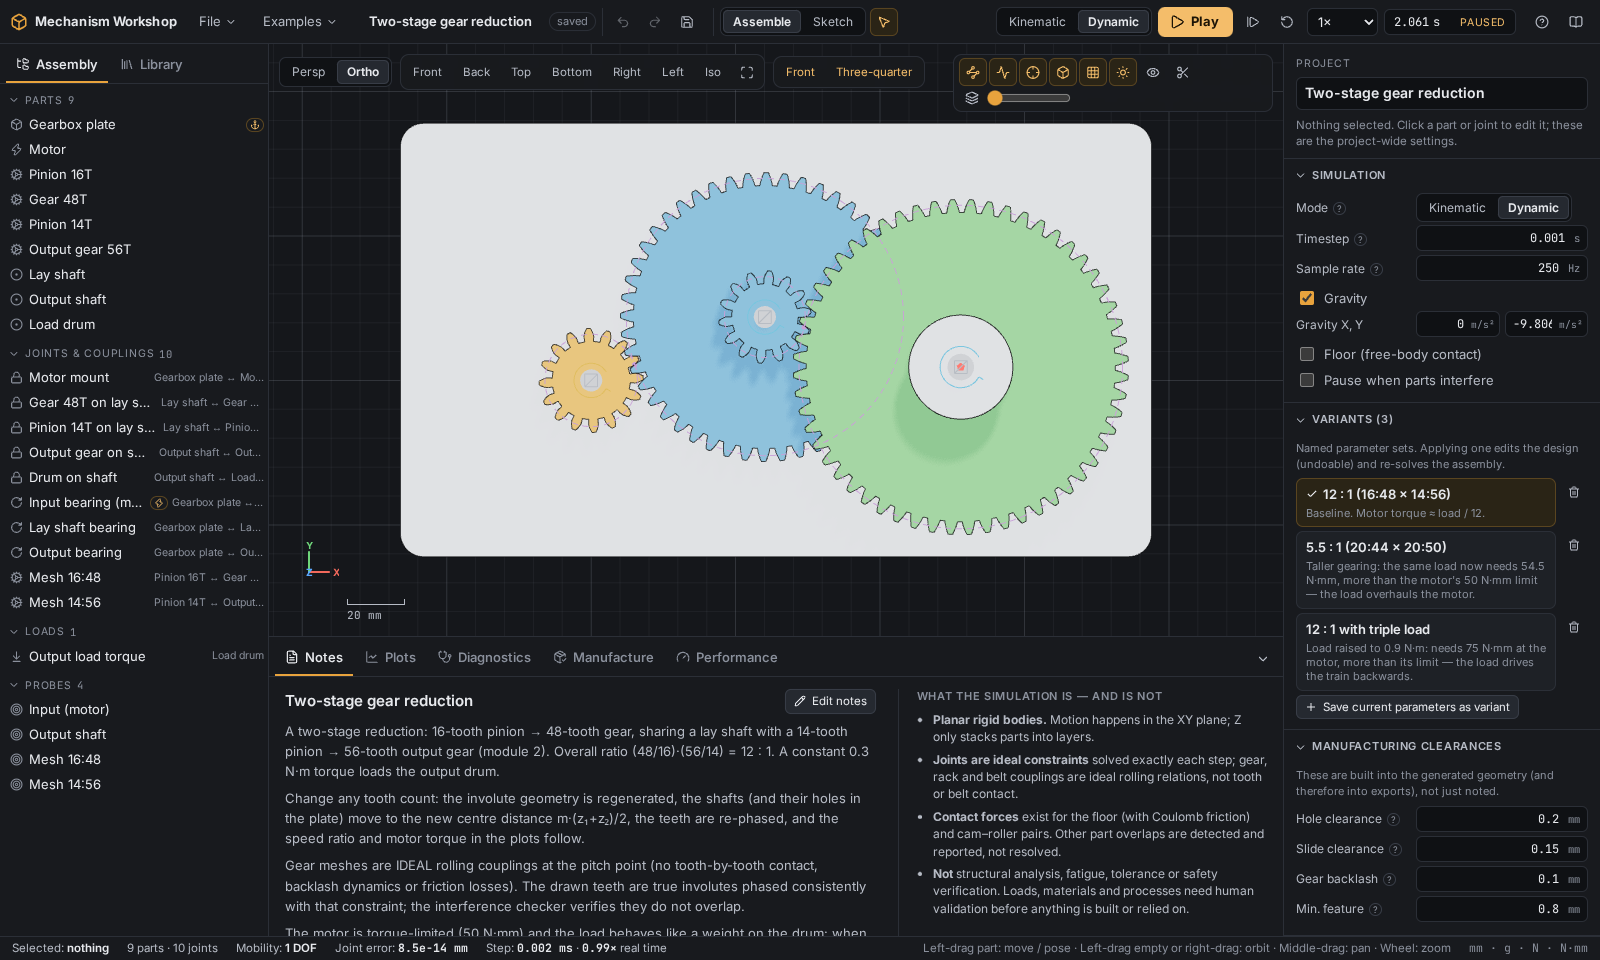 Mechanism Workshop
File
Examples
Two-stage gear reduction
saved
Assemble
Sketch
Kinematic
Dynamic
Play
1×
2.061 s PAUSED
Assembly
Library
PARTS 9
Gearbox plate
Motor
Pinion 16T
Gear 48T
Pinion 14T
Output gear 56T
Lay shaft
Output shaft
Load drum
JOINTS & COUPLINGS 10
Motor mount Gearbox plate ↔ Mo...
Gear 48T on lay s... Lay shaft ↔ Gear ...
Pinion 14T on lay s... Lay shaft ↔ Pinio...
Output gear on s... Output shaft ↔ Out...
Drum on shaft Output shaft ↔ Load...
Input bearing (m... Gearbox plate ↔...
Lay shaft bearing Gearbox plate ↔ La...
Output bearing Gearbox plate ↔ Ou...
Mesh 16:48 Pinion 16T ↔ Gear ...
Mesh 14:56 Pinion 14T ↔ Output...
LOADS 1
Output load torque Load drum
PROBES 4
Input (motor)
Output shaft
Mesh 16:48
Mesh 14:56
Persp
Ortho
Front
Back
Top
Bottom
Right
Left
Iso
Front
Three-quarter
Y
Z
X
20 mm
Notes
Plots
Diagnostics
Manufacture
Performance
Two-stage gear reduction
Edit notes
A two-stage reduction: 16-tooth pinion → 48-tooth gear, sharing a lay shaft with a 14-tooth
pinion → 56-tooth output gear (module 2). Overall ratio (48/16)·(56/14) = 12 : 1. A constant 0.3
N·m torque loads the output drum.
Change any tooth count: the involute geometry is regenerated, the shafts (and their holes in
the plate) move to the new centre distance m·(z₁+z₂)/2, the teeth are re-phased, and the
speed ratio and motor torque in the plots follow.
Gear meshes are IDEAL rolling couplings at the pitch point (no tooth-by-tooth contact,
backlash dynamics or friction losses). The drawn teeth are true involutes phased consistently
with that constraint; the interference checker verifies they do not overlap.
The motor is torque-limited (50 N·mm) and the load behaves like a weight on the drum: when
WHAT THE SIMULATION IS — AND IS NOT
• Planar rigid bodies. Motion happens in the XY plane; Z
only stacks parts into layers.
• Joints are ideal constraints solved exactly each step; gear,
rack and belt couplings are ideal rolling relations, not tooth
or belt contact.
• Contact forces exist for the floor (with Coulomb friction)
and cam–roller pairs. Other part overlaps are detected and
reported, not resolved.
• Not structural analysis, fatigue, tolerance or safety
verification. Loads, materials and processes need human
validation before anything is built or relied on.
PROJECT
Two-stage gear reduction
Nothing selected. Click a part or joint to edit it; these
are the project-wide settings.
SIMULATION
Mode ? Kinematic Dynamic
Timestep ? 0.001 s
Sample rate ? 250 Hz
Gravity
Gravity X, Y 0 m/s² -9.806 m/s²
Floor (free-body contact)
Pause when parts interfere
VARIANTS (3)
Named parameter sets. Applying one edits the design
(undoable) and re-solves the assembly.
12 : 1 (16:48 × 14:56)
Baseline. Motor torque ≈ load / 12.
5.5 : 1 (20:44 × 20:50)
Taller gearing: the same load now needs 54.5
N·mm, more than the motor's 50 N·mm limit
— the load overhauls the motor.
12 : 1 with triple load
Load raised to 0.9 N·m: needs 75 N·mm at the
motor, more than its limit — the load drives
the train backwards.
+ Save current parameters as variant
MANUFACTURING CLEARANCES
These are built into the generated geometry (and
therefore into exports), not just noted.
Hole clearance ? 0.2 mm
Slide clearance ? 0.15 mm
Gear backlash ? 0.1 mm
Min. feature ? 0.8 mm
Selected: nothing 9 parts · 10 joints Mobility: 1 DOF Joint error: 8.5e-14 mm Step: 0.002 ms · 0.99× real time
Left-drag part: move / pose · Left-drag empty or right-drag: orbit · Middle-drag: pan · Wheel: zoom mm · g · N · N·mm